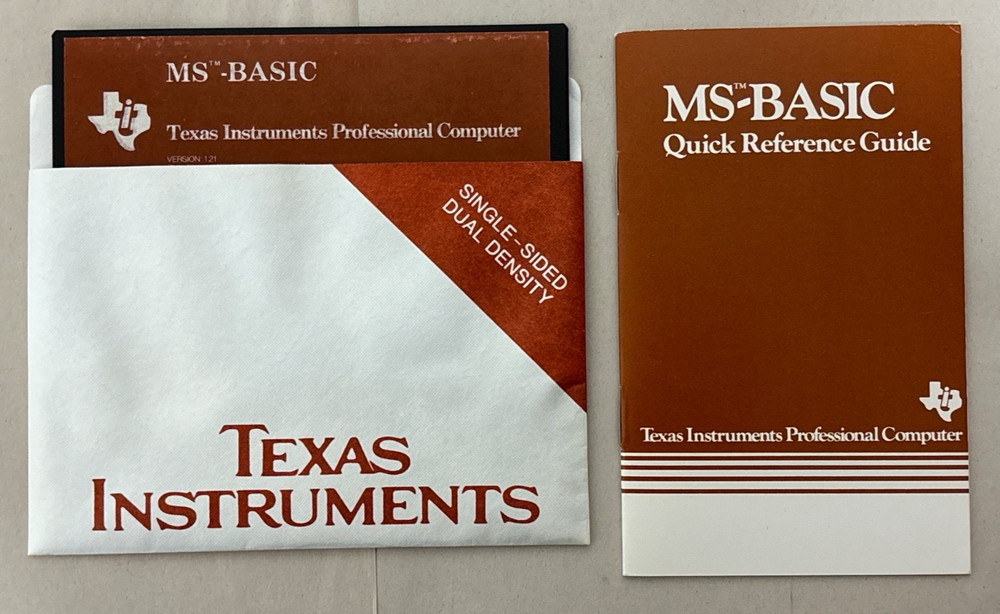 MS™-BASIC
Texas Instruments Professional Computer
VERSION 1.21
SINGLE-SIDED
DUAL DENSITY
TEXAS
INSTRUMENTS
MS™-BASIC
Quick Reference Guide
Texas Instruments Professional Computer